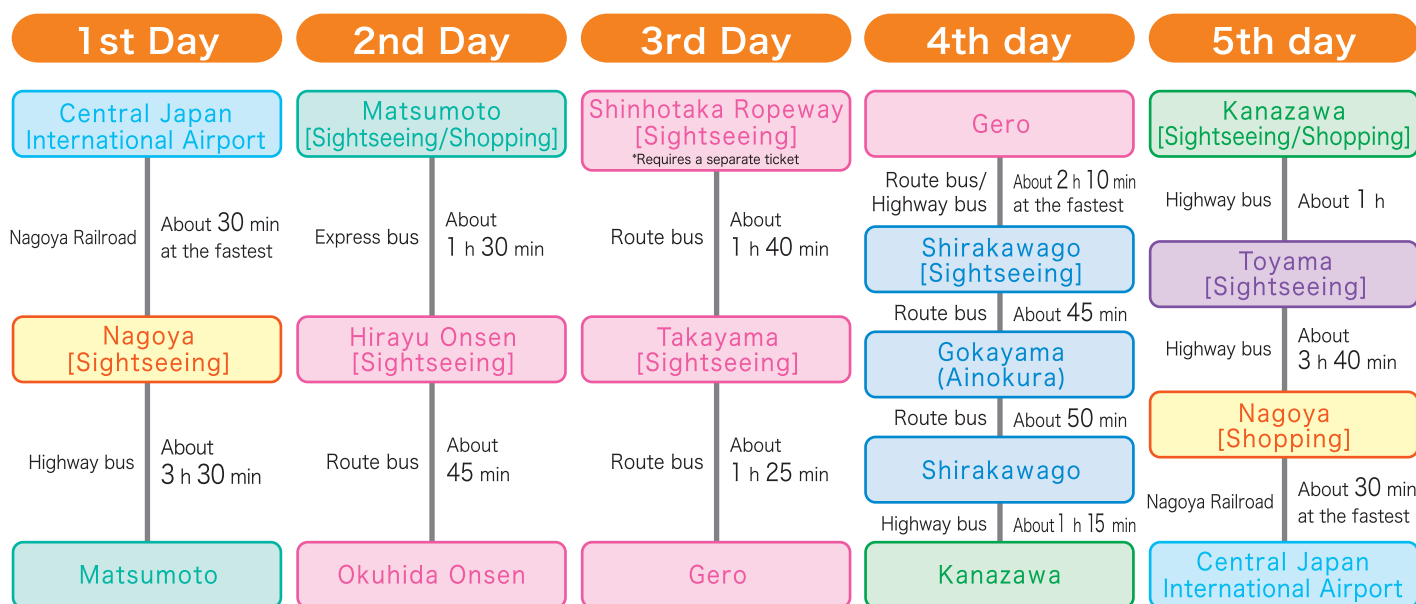 1st Day
Central Japan
International Airport
Nagoya Railroad
About 30 min
at the fastest
Nagoya
[Sightseeing]
Highway bus
About
3 h 30 min
Matsumoto
2nd Day
Matsumoto
[Sightseeing/Shopping]
Express bus
About
1 h 30 min
Hirayu Onsen
[Sightseeing]
Route bus
About
45 min
Okuhida Onsen
3rd Day
Shinhotaka Ropeway
[Sightseeing]
*Requires a separate ticket
Route bus
About
1 h 40 min
Takayama
[Sightseeing]
Route bus
About
1 h 25 min
Gero
4th day
Gero
Route bus/
Highway bus
About 2 h 10 min
at the fastest
Shirakawago
[Sightseeing]
Route bus
About 45 min
Gokayama
(Ainokura)
Route bus
About 50 min
Shirakawago
Highway bus
About 1 h 15 min
Kanazawa
5th day
Kanazawa
[Sightseeing/Shopping]
Highway bus
About 1 h
Toyama
[Sightseeing]
Highway bus
About
3 h 40 min
Nagoya
[Shopping]
Nagoya Railroad
About 30 min
at the fastest
Central Japan
International Airport